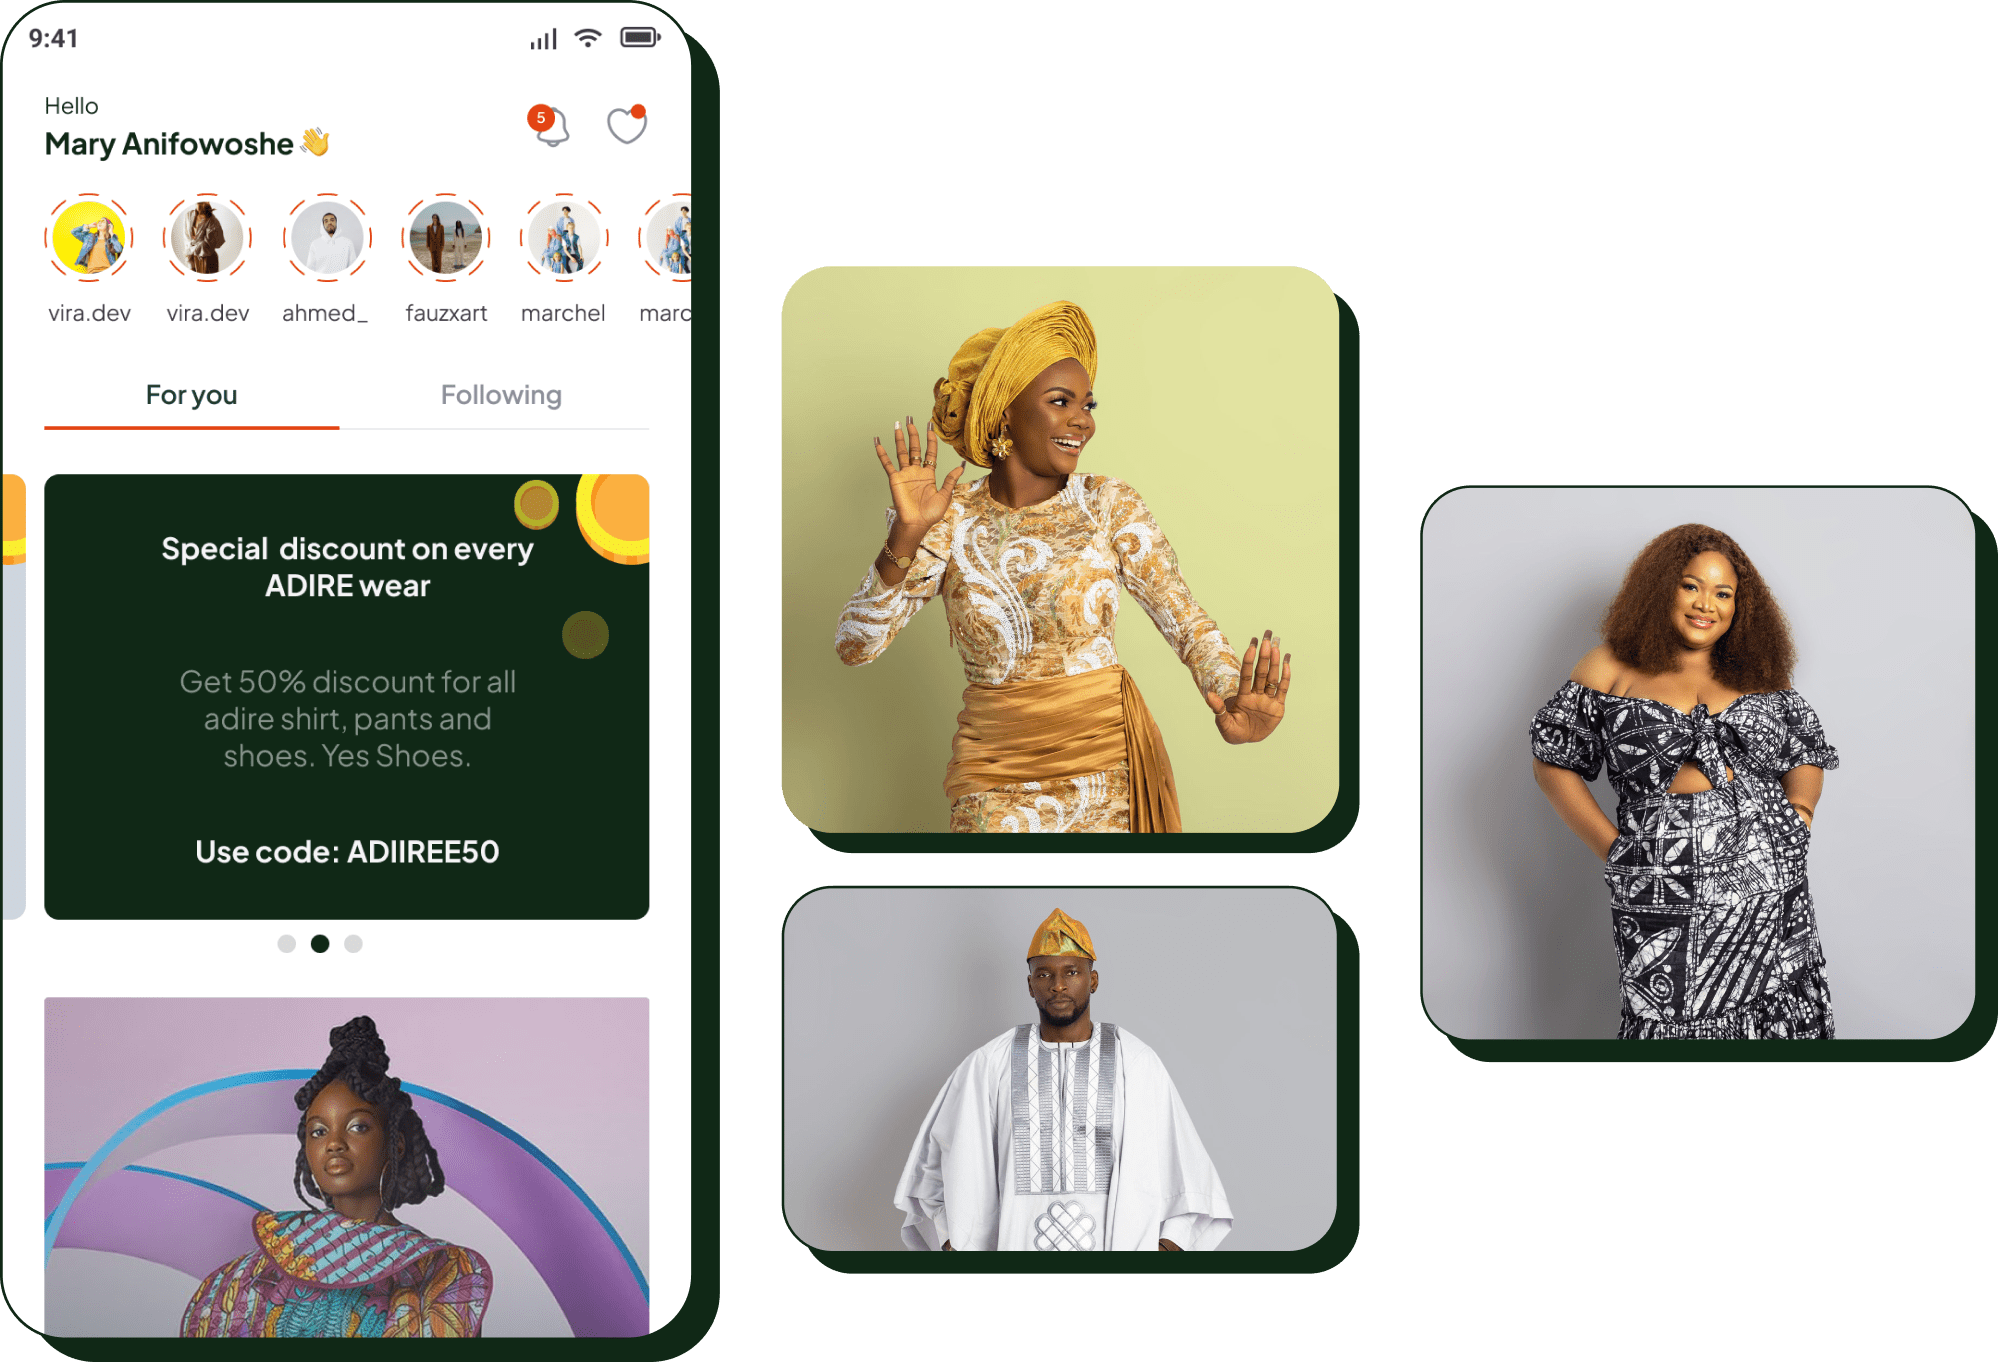 9:41
Hello
Mary Anifowoshe
5
vira.dev vira.dev ahmed_ fauzxart marchel marc
For you Following
Special discount on every
ADIRE wear
Get 50% discount for all
adire shirt, pants and
shoes. Yes Shoes.
Use code: ADIIREE50